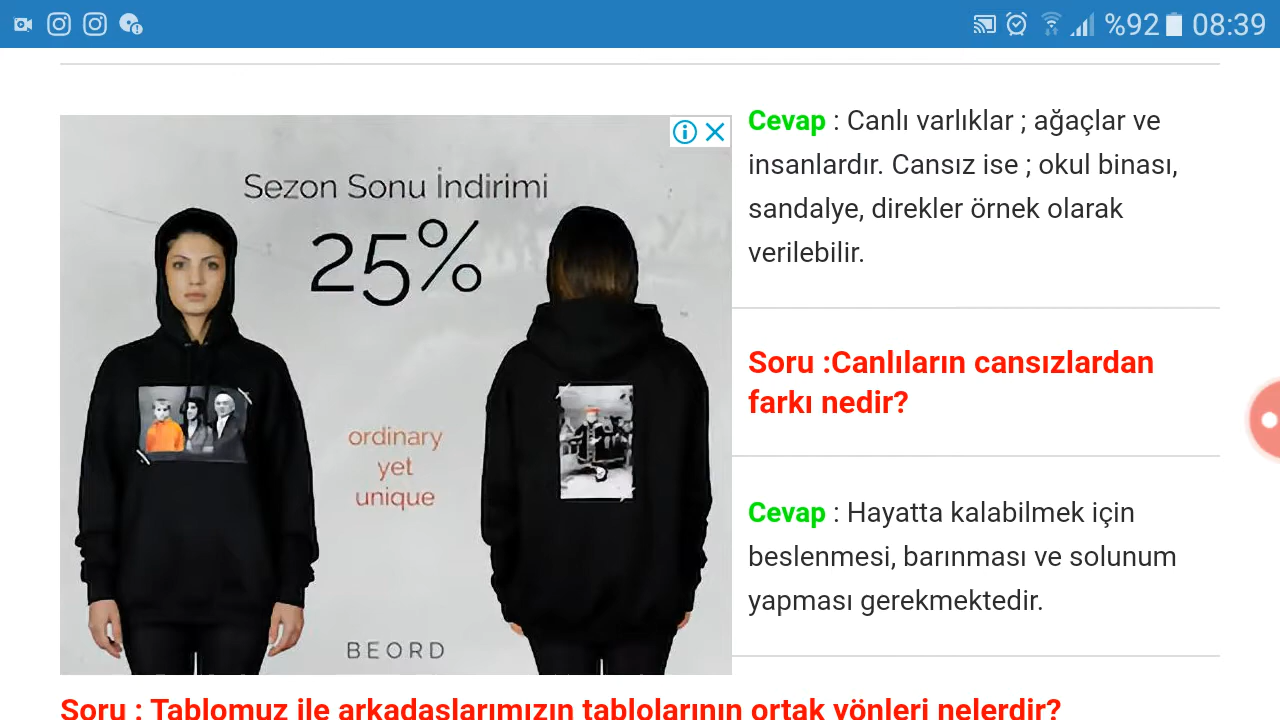 %92 08:39
Sezon Sonu İndirimi
25%
ordinary
yet
unique
BEORD
Cevap : Canlı varlıklar ; ağaçlar ve
insanlardır. Cansız ise ; okul binası,
sandalye, direkler örnek olarak
verilebilir.
Soru :Canlıların cansızlardan
farkı nedir?
Cevap : Hayatta kalabilmek için
beslenmesi, barınması ve solunum
yapması gerekmektedir.
Soru : Tablomuz ile arkadaşlarımızın tablolarının ortak yönleri nelerdir?